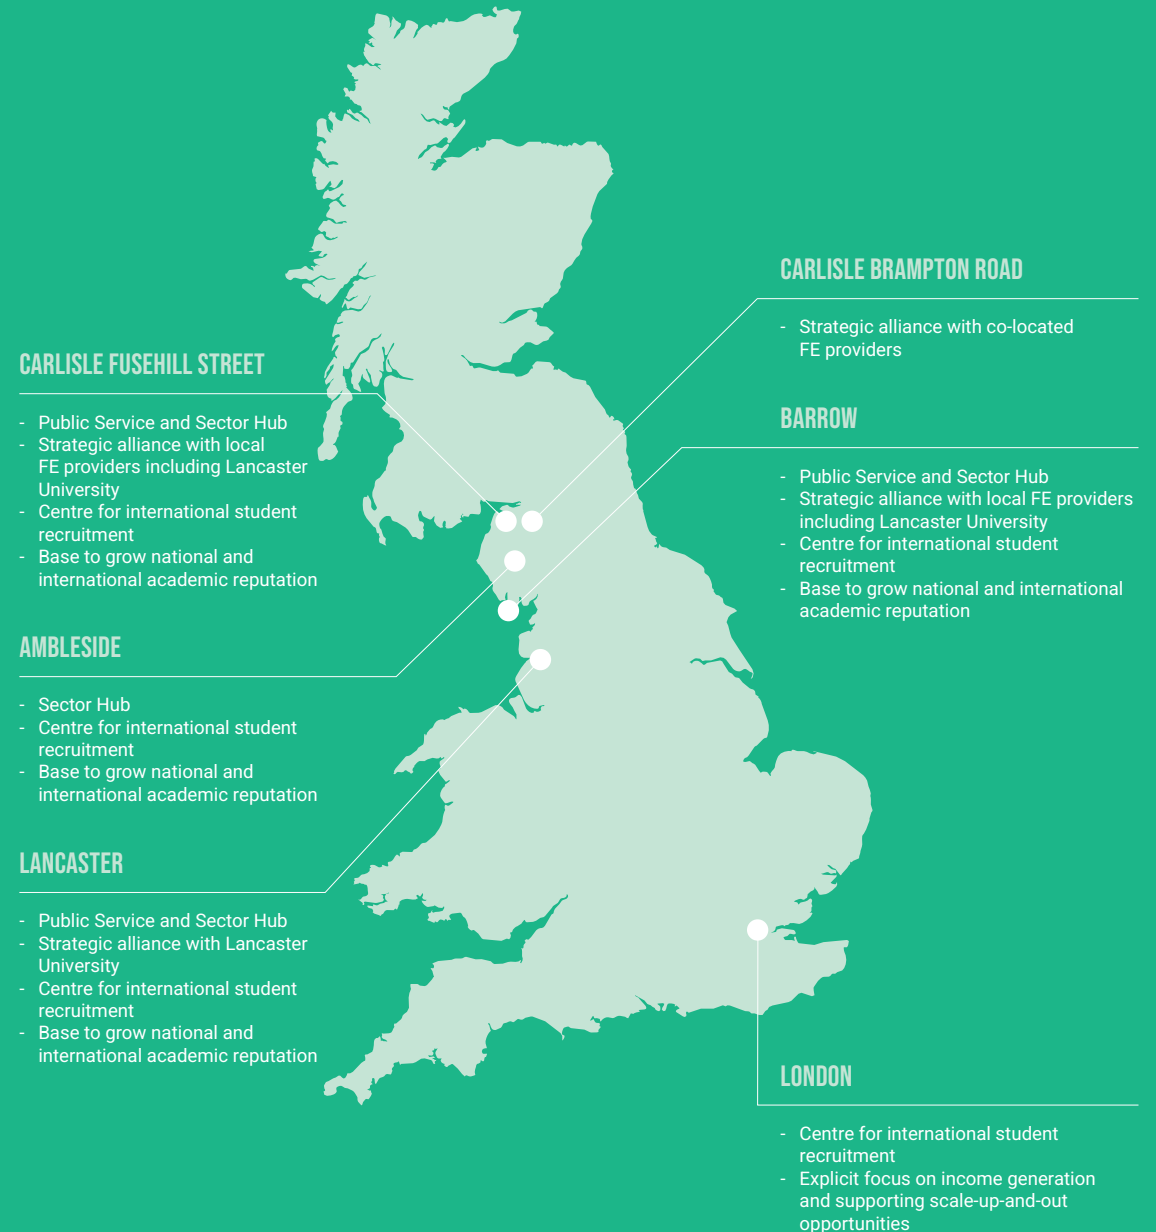 CARLISLE FUSEHILL STREET
- Public Service and Sector Hub
- Strategic alliance with local
FE providers including Lancaster
University
- Centre for international student
recruitment
- Base to grow national and
international academic reputation
AMBLESIDE
- Sector Hub
- Centre for international student
recruitment
- Base to grow national and
international academic reputation
LANCASTER
- Public Service and Sector Hub
- Strategic alliance with Lancaster
University
- Centre for international student
recruitment
- Base to grow national and
international academic reputation
CARLISLE BRAMPTON ROAD
- Strategic alliance with co-located
FE providers
BARROW
- Public Service and Sector Hub
- Strategic alliance with local FE providers
including Lancaster University
- Centre for international student
recruitment
- Base to grow national and international
academic reputation
LONDON
- Centre for international student
recruitment
- Explicit focus on income generation
and supporting scale-up-and-out
opportunities